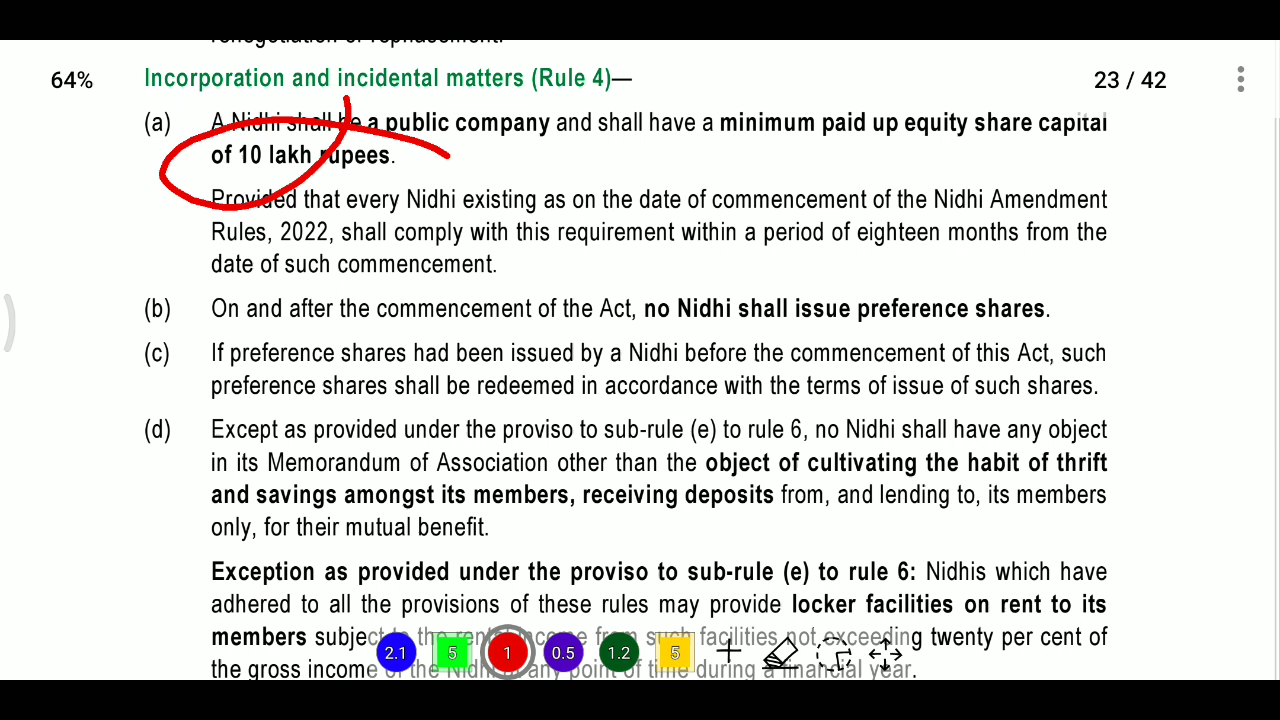 renegotiation or rephasement.
64%
Incorporation and incidental matters (Rule 4)—
23 / 42
(a) A Nidhi shall be a public company and shall have a minimum paid up equity share capital
of 10 lakh rupees.
Provided that every Nidhi existing as on the date of commencement of the Nidhi Amendment
Rules, 2022, shall comply with this requirement within a period of eighteen months from the
date of such commencement.
(b) On and after the commencement of the Act, no Nidhi shall issue preference shares.
(c) If preference shares had been issued by a Nidhi before the commencement of this Act, such
preference shares shall be redeemed in accordance with the terms of issue of such shares.
(d) Except as provided under the proviso to sub-rule (e) to rule 6, no Nidhi shall have any object
in its Memorandum of Association other than the object of cultivating the habit of thrift
and savings amongst its members, receiving deposits from, and lending to, its members
only, for their mutual benefit.
Exception as provided under the proviso to sub-rule (e) to rule 6: Nidhis which have
adhered to all the provisions of these rules may provide locker facilities on rent to its
members subject to the rental income from such facilities not exceeding twenty per cent of
the gross income of the Nidhi at any point of time during a financial year.
2.1 5 1 0.5 1.2 5